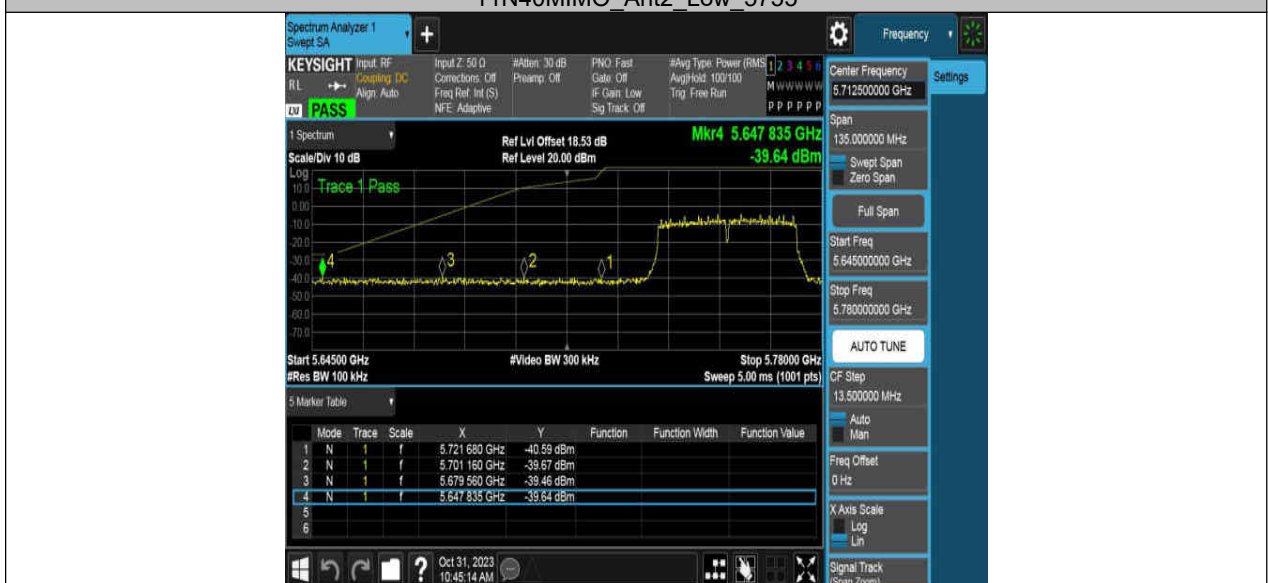 11N40MIMO_Ant2_Low_5755
Spectrum Analyzer 1
Swept SA
+
Frequency
KEYSIGHT
RL
PASS
Input: RF
Coupling: DC
Align: Auto
Input Z: 50 Ω
Corrections: Off
Freq Ref: Int (S)
NFE: Adaptive
#Atten: 30 dB
Preamp: Off
PNO: Fast
Gate: Off
IF Gain: Low
Sig Track: Off
#Avg Type: Power (RMS
Avg|Hold: 100/100
Trig: Free Run
1 2 3 4 5 6
M W W W W W
P P P P P P
Center Frequency
5.712500000 GHz
Settings
1 Spectrum
Scale/Div 10 dB
Ref Lvl Offset 18.53 dB
Ref Level 20.00 dBm
Mkr4 5.647 835 GHz
-39.64 dBm
Span
135.000000 MHz
Swept Span
Zero Span
Full Span
Start Freq
5.645000000 GHz
Stop Freq
5.780000000 GHz
AUTO TUNE
CF Step
13.500000 MHz
Auto
Man
Freq Offset
0 Hz
X Axis Scale
Log
Lin
Signal Track
(Span Zoom)
Log
Trace 1 Pass
10.0
0.00
-10.0
-20.0
-30.0
-40.0
-50.0
-60.0
-70.0
4
3
2
1
Start 5.64500 GHz
#Video BW 300 kHz
Stop 5.78000 GHz
#Res BW 100 kHz
Sweep 5.00 ms (1001 pts)
5 Marker Table
Mode Trace Scale X Y Function Function Width Function Value
1 N 1 f 5.721 680 GHz -40.59 dBm
2 N 1 f 5.701 160 GHz -39.67 dBm
3 N 1 f 5.679 560 GHz -39.46 dBm
4 N 1 f 5.647 835 GHz -39.64 dBm
5
6
?
Oct 31, 2023
10:45:14 AM